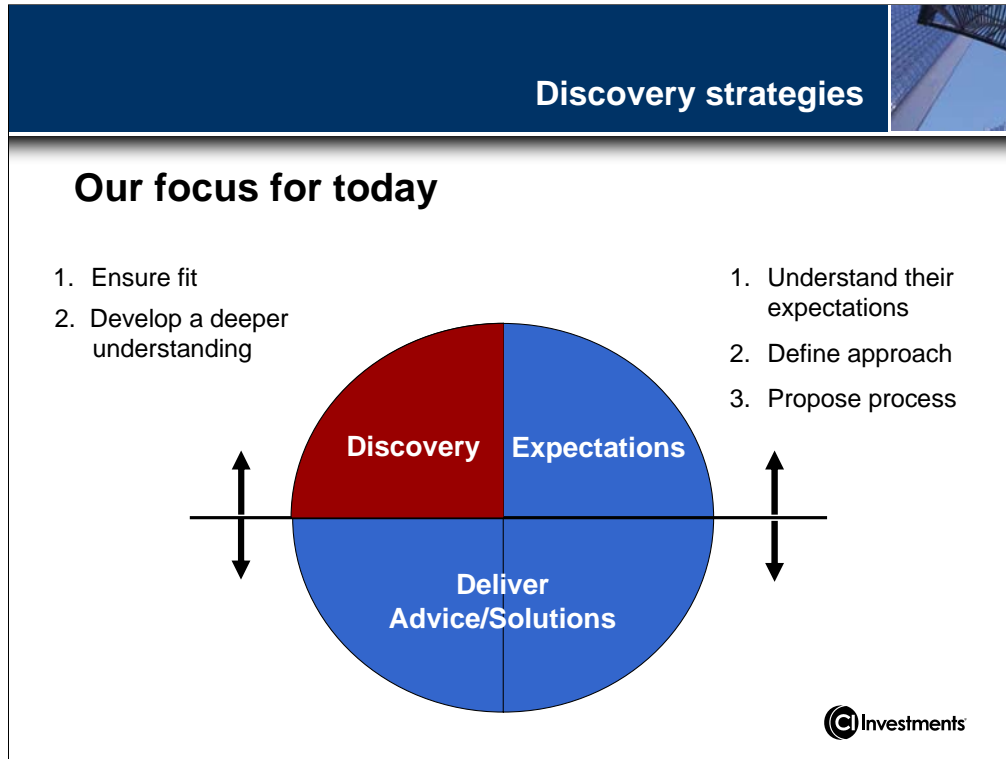 Discovery strategies
Our focus for today
1. Ensure fit
2. Develop a deeper
understanding
1. Understand their
expectations
2. Define approach
3. Propose process
Discovery
Expectations
Deliver
Advice/Solutions
CI Investments